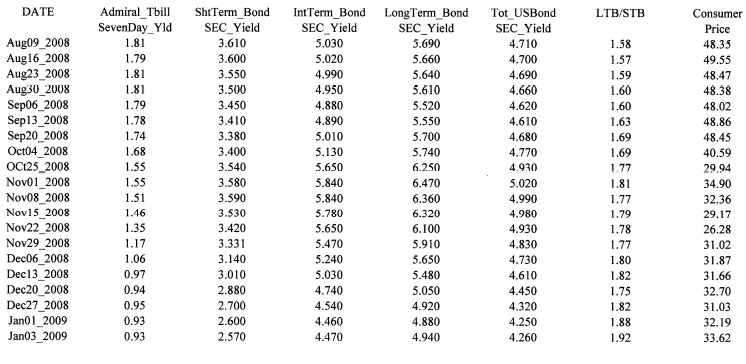 DATE Admiral_Tbill ShtTerm_Bond IntTerm_Bond LongTerm_Bond Tot_USBond LTB/STB Consumer
SevenDay_Yld SEC_Yield SEC_Yield SEC_Yield SEC_Yield Price
Aug09_2008 1.81 3.610 5.030 5.690 4.710 1.58 48.35
Aug16_2008 1.79 3.600 5.020 5.660 4.700 1.57 49.55
Aug23_2008 1.81 3.550 4.990 5.640 4.690 1.59 48.47
Aug30_2008 1.81 3.500 4.950 5.610 4.660 1.60 48.38
Sep06_2008 1.79 3.450 4.880 5.520 4.620 1.60 48.02
Sep13_2008 1.78 3.410 4.890 5.550 4.610 1.63 48.86
Sep20_2008 1.74 3.380 5.010 5.700 4.680 1.69 48.45
Oct04_2008 1.68 3.400 5.130 5.740 4.770 1.69 40.59
OCt25_2008 1.55 3.540 5.650 6.250 4.930 1.77 29.94
Nov01_2008 1.55 3.580 5.840 6.470 5.020 1.81 34.90
Nov08_2008 1.51 3.590 5.840 6.360 4.990 1.77 32.36
Nov15_2008 1.46 3.530 5.780 6.320 4.980 1.79 29.17
Nov22_2008 1.35 3.420 5.650 6.100 4.930 1.78 26.28
Nov29_2008 1.17 3.331 5.470 5.910 4.830 1.77 31.02
Dec06_2008 1.06 3.140 5.240 5.650 4.730 1.80 31.87
Dec13_2008 0.97 3.010 5.030 5.480 4.610 1.82 31.66
Dec20_2008 0.94 2.880 4.740 5.050 4.450 1.75 32.70
Dec27_2008 0.95 2.700 4.540 4.920 4.320 1.82 31.03
Jan01_2009 0.93 2.600 4.460 4.880 4.250 1.88 32.19
Jan03_2009 0.93 2.570 4.470 4.940 4.260 1.92 33.62